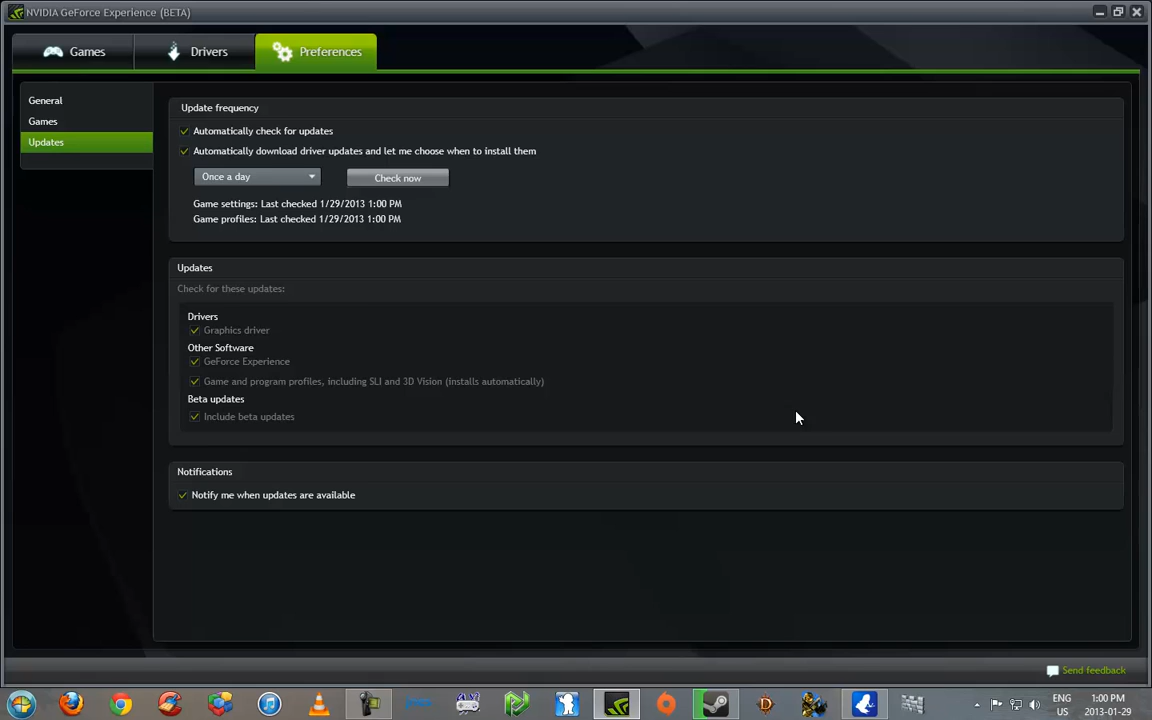 NVIDIA GeForce Experience (BETA)
Games
Drivers
Preferences
General
Games
Updates
Update frequency
Automatically check for updates
Automatically download driver updates and let me choose when to install them
Once a day
Check now
Game settings: Last checked 1/29/2013 1:00 PM
Game profiles: Last checked 1/29/2013 1:00 PM
Updates
Check for these updates:
Drivers
Graphics driver
Other Software
GeForce Experience
Game and program profiles, including SLI and 3D Vision (installs automatically)
Beta updates
Include beta updates
Notifications
Notify me when updates are available
Send feedback
ENG
US
1:00 PM
2013-01-29